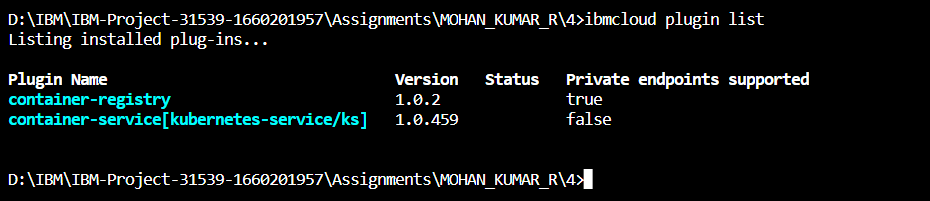 D:\IBM\IBM-Project-31539-1660201957\Assignments\MOHAN_KUMAR_R\4>ibmcloud plugin list
Listing installed plug-ins...
Plugin Name Version Status Private endpoints supported
container-registry 1.0.2 true
container-service[kubernetes-service/ks] 1.0.459 false
D:\IBM\IBM-Project-31539-1660201957\Assignments\MOHAN_KUMAR_R\4>